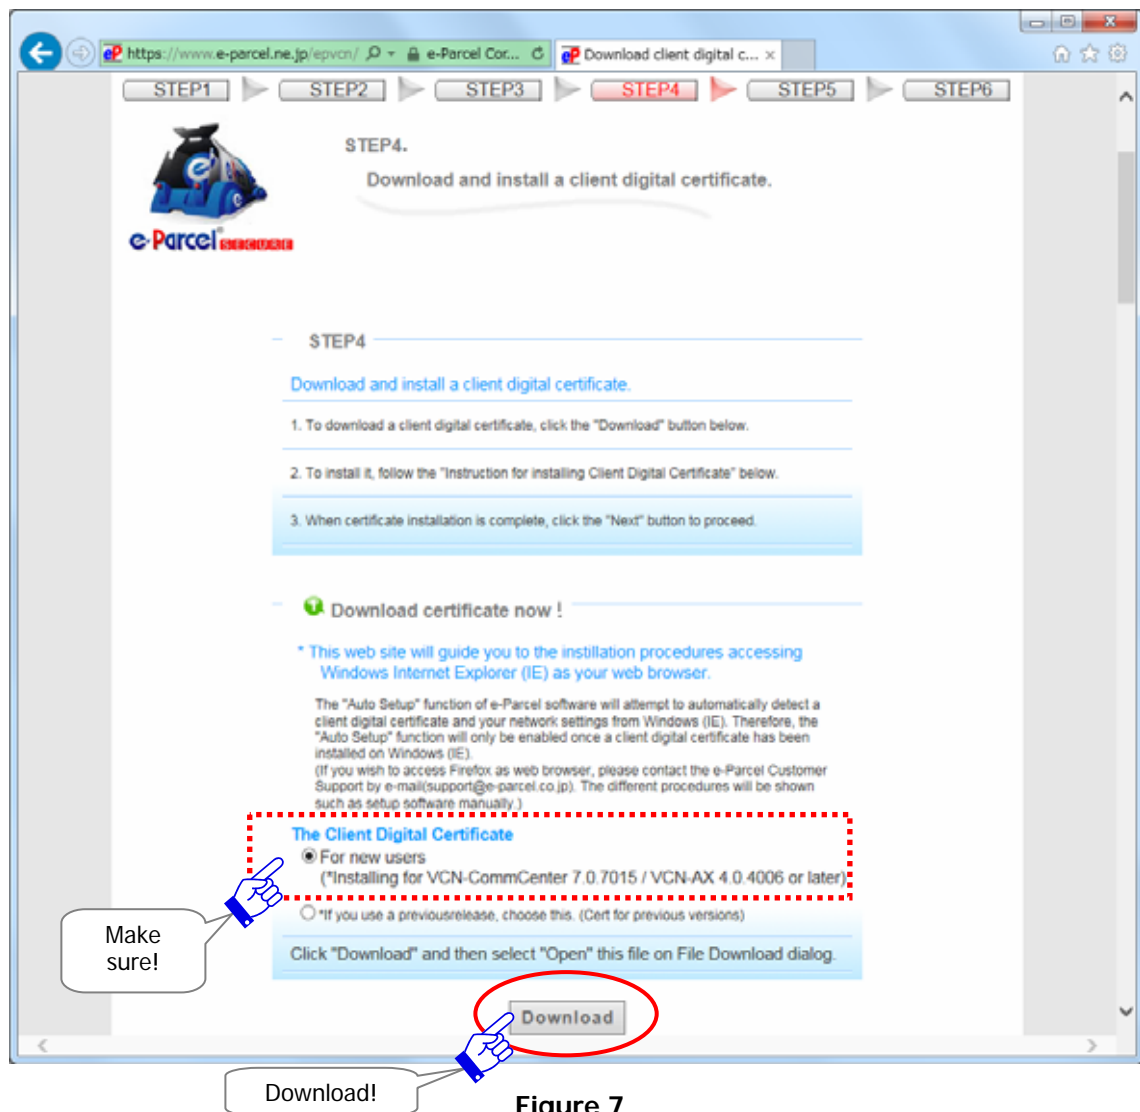 https://www.e-parcel.ne.jp/epvcn/ e-Parcel Cor... Download client digital c...
STEP1 STEP2 STEP3 STEP4 STEP5 STEP6
STEP4.
Download and install a client digital certificate.
e-Parcel SECURE
STEP4
Download and install a client digital certificate.
1. To download a client digital certificate, click the "Download" button below.
2. To install it, follow the "Instruction for installing Client Digital Certificate" below.
3. When certificate installation is complete, click the "Next" button to proceed.
Download certificate now !
* This web site will guide you to the instillation procedures accessing
Windows Internet Explorer (IE) as your web browser.
The "Auto Setup" function of e-Parcel software will attempt to automatically detect a
client digital certificate and your network settings from Windows (IE). Therefore, the
"Auto Setup" function will only be enabled once a client digital certificate has been
installed on Windows (IE).
(If you wish to access Firefox as web browser, please contact the e-Parcel Customer
Support by e-mail(support@e-parcel.co.jp). The different procedures will be shown
such as setup software manually.)
The Client Digital Certificate
For new users
(*Installing for VCN-CommCenter 7.0.7015 / VCN-AX 4.0.4006 or later)
*If you use a previousrelease, choose this. (Cert for previous versions)
Make
sure!
Click "Download" and then select "Open" this file on File Download dialog.
Download
Download!
Figure 7